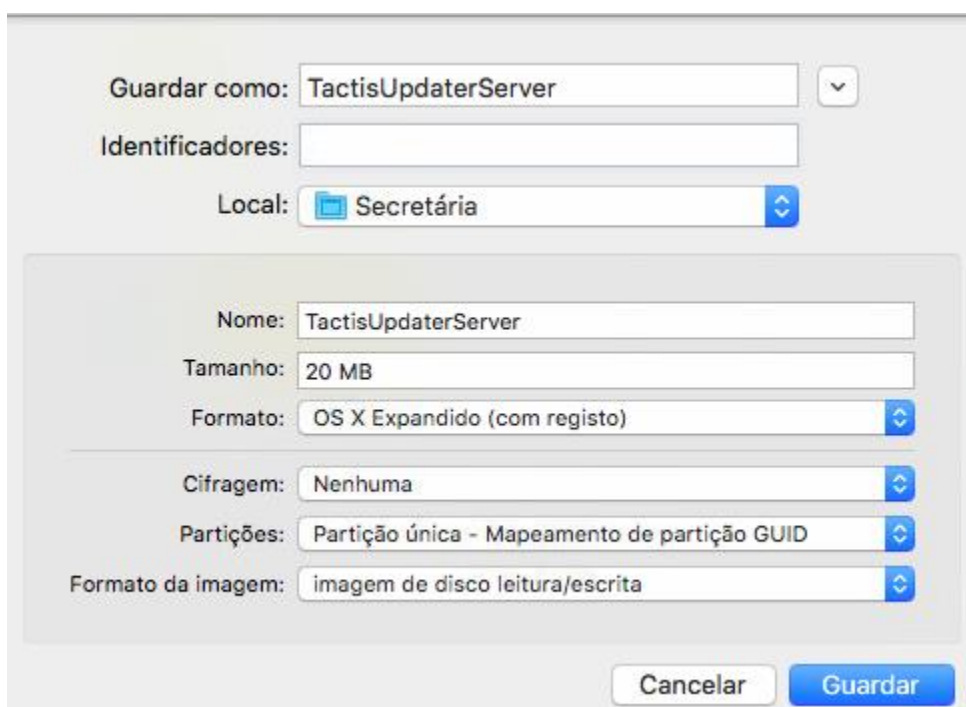 Guardar como: TactisUpdaterServer
Identificadores:
Local: Secretária
Nome: TactisUpdaterServer
Tamanho: 20 MB
Formato: OS X Expandido (com registo)
Cifragem: Nenhuma
Partições: Partição única - Mapeamento de partição GUID
Formato da imagem: imagem de disco leitura/escrita
Cancelar Guardar